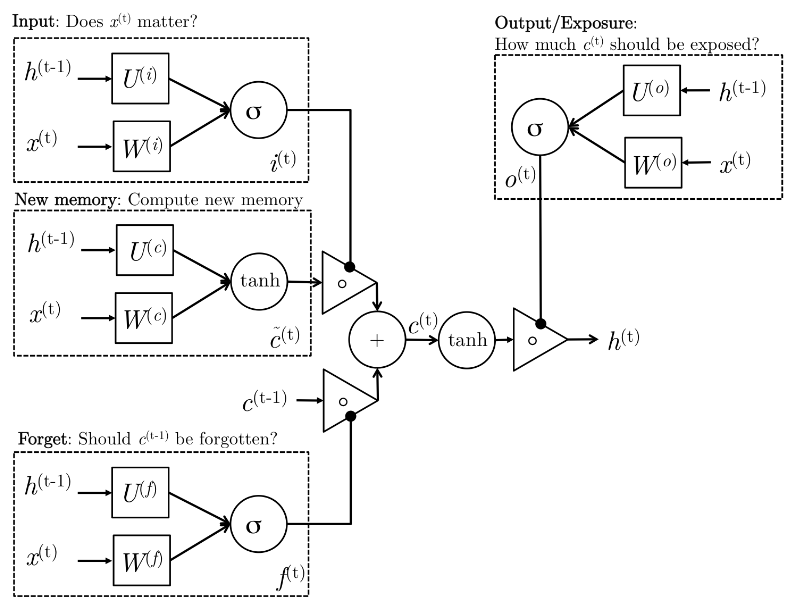 Input: Does x^(t) matter?
h^(t-1)
U^(i)
σ
x^(t)
W^(i)
i^(t)
Output/Exposure:
How much c^(t) should be exposed?
U^(o)
h^(t-1)
σ
W^(o)
x^(t)
o^(t)
New memory: Compute new memory
h^(t-1)
U^(c)
tanh
x^(t)
W^(c)
c̃^(t)
∘
+
c^(t)
tanh
∘
h^(t)
c^(t-1)
∘
Forget: Should c^(t-1) be forgotten?
h^(t-1)
U^(f)
σ
x^(t)
W^(f)
f^(t)